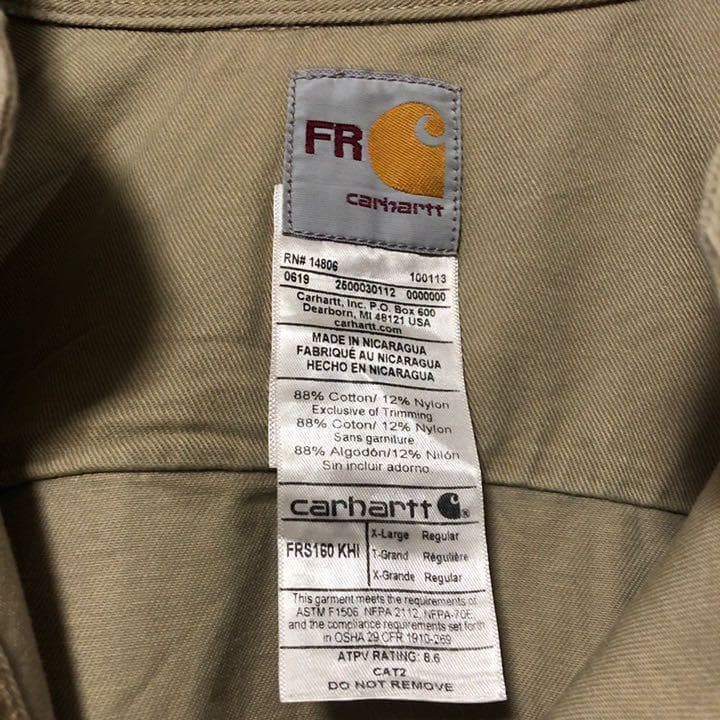 FR
carhartt
RN# 14806 100113
0619 2500030112 0000000
Carhartt, Inc. P.O. Box 600
Dearborn, MI 48121 USA
carhartt.com
MADE IN NICARAGUA
FABRIQUÉ AU NICARAGUA
HECHO EN NICARAGUA
88% Cotton/ 12% Nylon
Exclusive of Trimming
88% Coton/ 12% Nylon
Sans garniture
88% Algodón/12% Nilón
Sin incluir adorno
carhartt ®
FRS160 KHI
X-Large Regular
T-Grand Régulière
X-Grande Regular
This garment meets the requirements of
ASTM F1506, NFPA 2112, NFPA-70E,
and the compliance requirements set forth
in OSHA 29 CFR 1910-269
ATPV RATING: 8.6
CAT2
DO NOT REMOVE